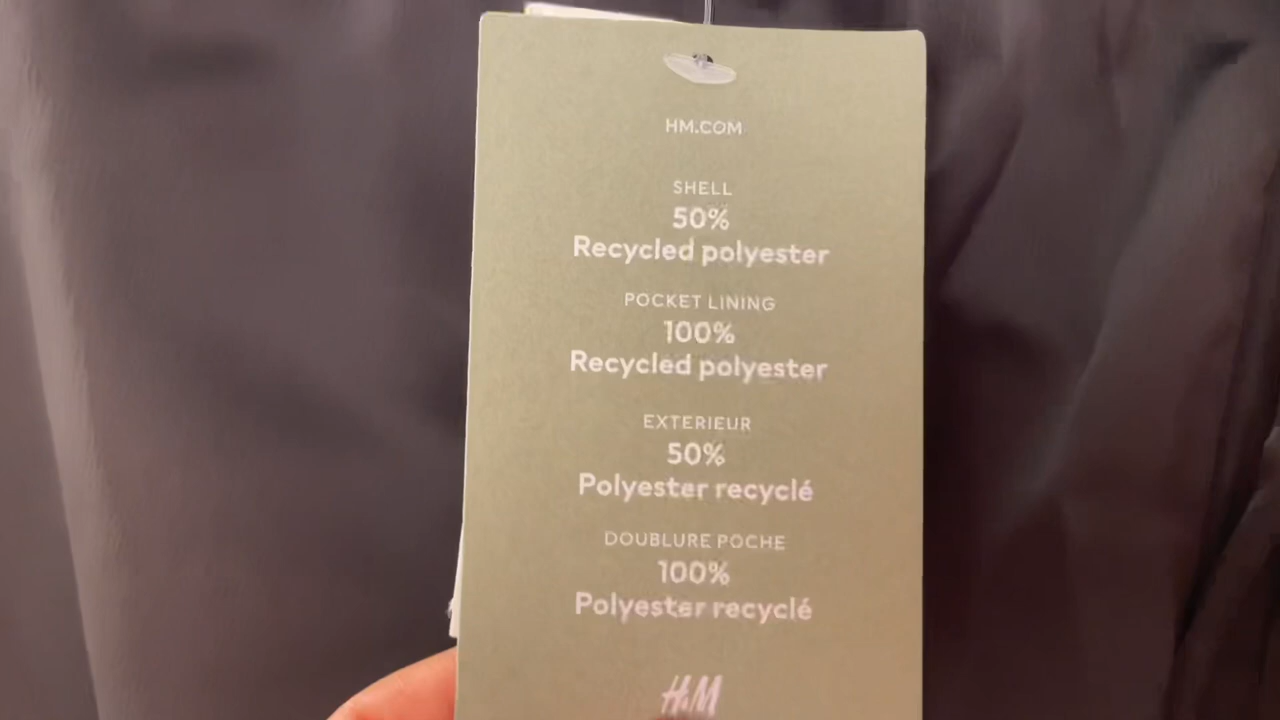 HM.COM
SHELL
50%
Recycled polyester
POCKET LINING
100%
Recycled polyester
EXTERIEUR
50%
Polyester recyclé
DOUBLURE POCHE
100%
Polyester recyclé
H&M